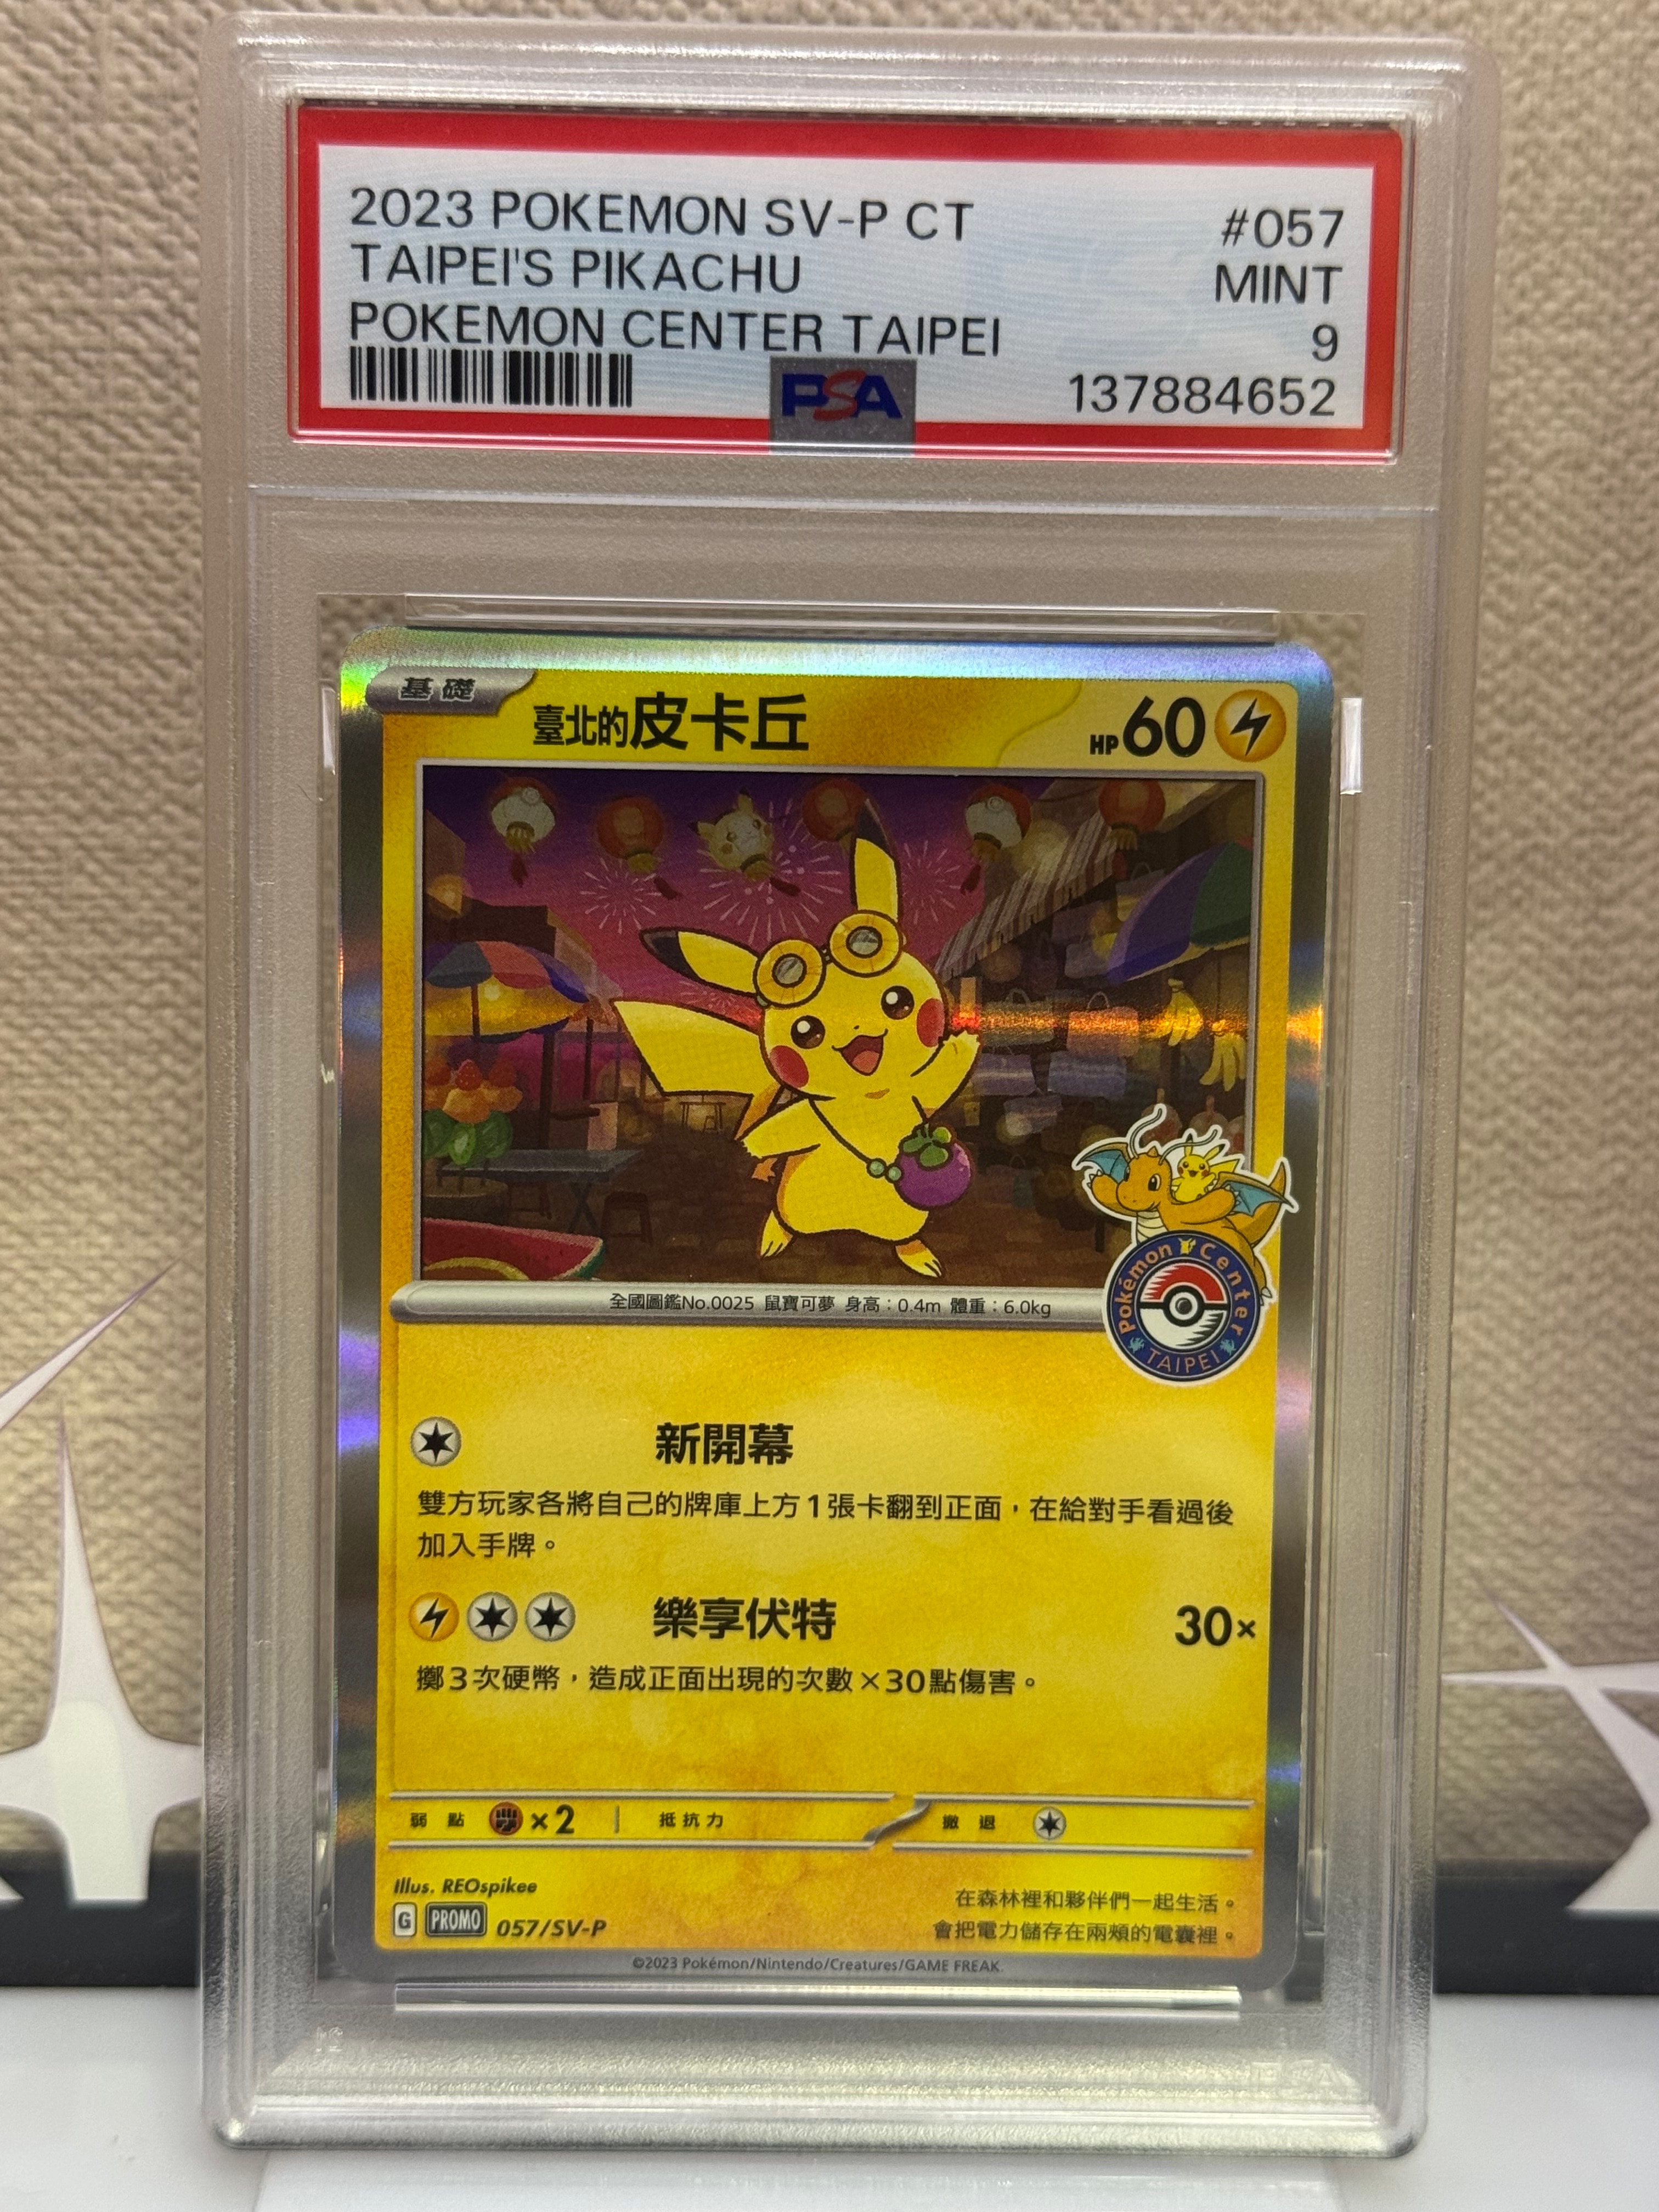 2023 POKEMON SV-P CT #057
TAIPEI'S PIKACHU MINT
POKEMON CENTER TAIPEI 9
PSA 137884652
基礎 臺北的皮卡丘 HP 60
Pokémon Center
TAIPEI
全國圖鑑No.0025 鼠寶可夢 身高：0.4m 體重：6.0kg
新開幕
雙方玩家各將自己的牌庫上方1張卡翻到正面，在給對手看過後
加入手牌。
樂享伏特 30×
擲3次硬幣，造成正面出現的次數×30點傷害。
弱點 ×2 抵抗力 撤退
Illus. REOspikee
G PROMO 057/SV-P
在森林裡和夥伴們一起生活。
會把電力儲存在兩頰的電囊裡。
©2023 Pokémon/Nintendo/Creatures/GAME FREAK.